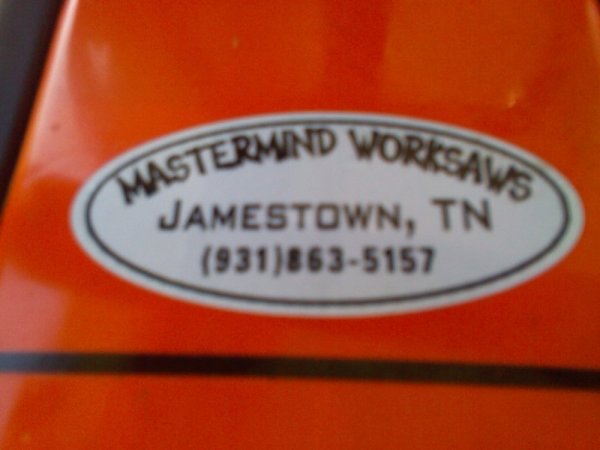 MASTERMIND WORKSAWS
JAMESTOWN, TN
(931)863-5157